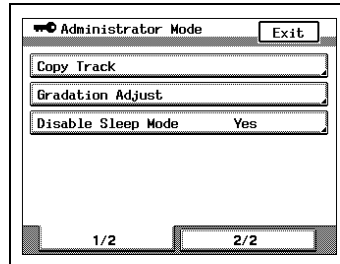 Administrator Mode
Exit
Copy Track
Gradation Adjust
Disable Sleep Mode Yes
1/2 2/2